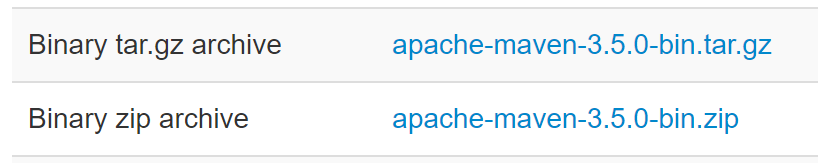 Binary tar.gz archive apache-maven-3.5.0-bin.tar.gz
Binary zip archive apache-maven-3.5.0-bin.zip